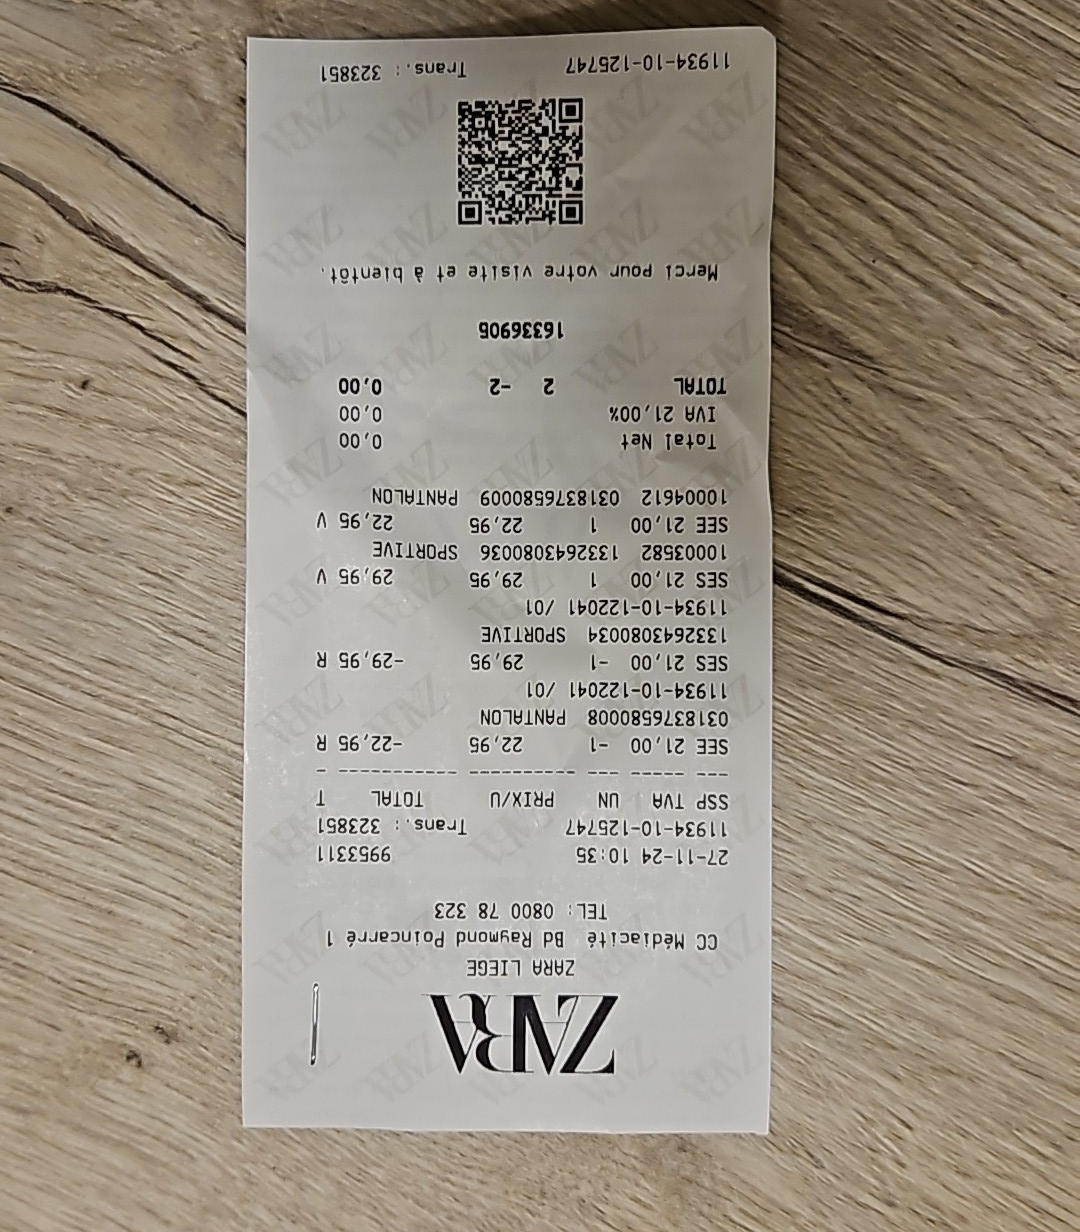 ZARA
ZARA LIEGE
CC Médiacité Bd Raymond Poincarré 1
TEL: 0800 78 323
27-11-24 10:35 9953311
11934-10-125747 Trans.: 323851
SSP TVA UN PRIX/U TOTAL T
--- ----- --- ---------- ----------- -
SEE 21,00 -1 22,95 -22,95 R
0318376580008 PANTALON
11934-10-122041 /01
SES 21,00 -1 29,95 -29,95 R
1332643080034 SPORTIVE
11934-10-122041 /01
SES 21,00 1 29,95 29,95 V
10003582 1332643080036 SPORTIVE
SEE 21,00 1 22,95 22,95 V
10004612 0318376580009 PANTALON
Total Net 0,00
IVA 21,00% 0,00
TOTAL 2 -2 0,00
16336905
Merci pour votre visite et à bientôt.
11934-10-125747 Trans.: 323851